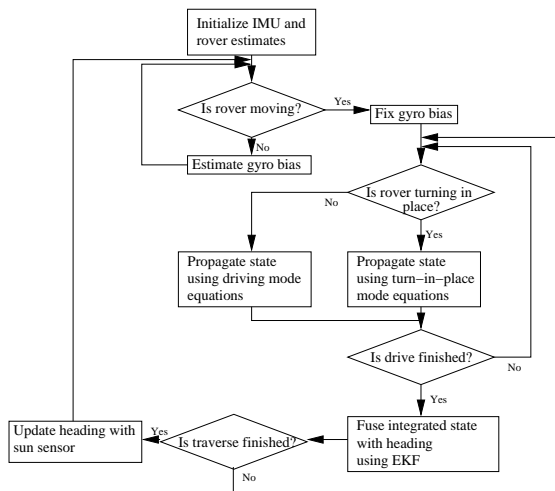 Initialize IMU and
rover estimates
Is rover moving?
Yes
Fix gyro bias
No
Estimate gyro bias
Is rover turning in
place?
No
Yes
Propagate state
using driving mode
equations
Propagate state
using turn−in−place
mode equations
Is drive finished?
No
Yes
Fuse integrated state
with heading
using EKF
Is traverse finished?
Yes
Update heading with
sun sensor
No